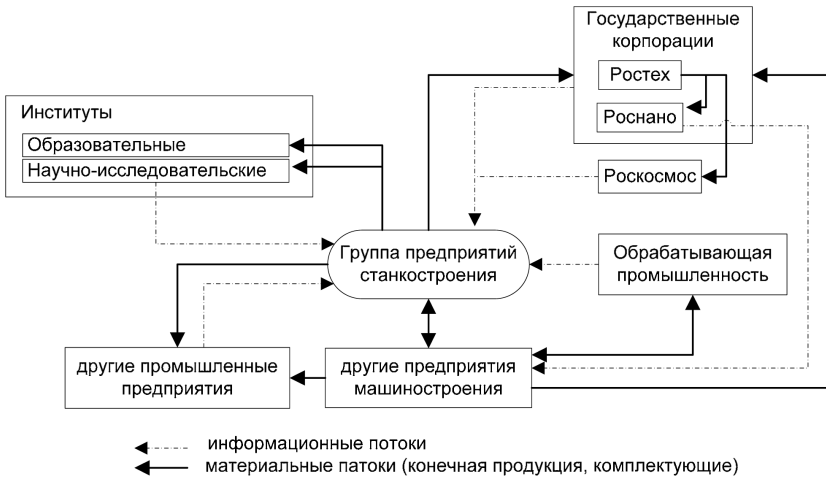 Государственные
корпорации
Ростех
Роснано
Институты
Образовательные
Научно-исследовательские
Роскосмос
Группа предприятий
станкостроения
Обрабатывающая
промышленность
другие промышленные
предприятия
другие предприятия
машиностроения
информационные потоки
материальные патоки (конечная продукция, комплектующие)